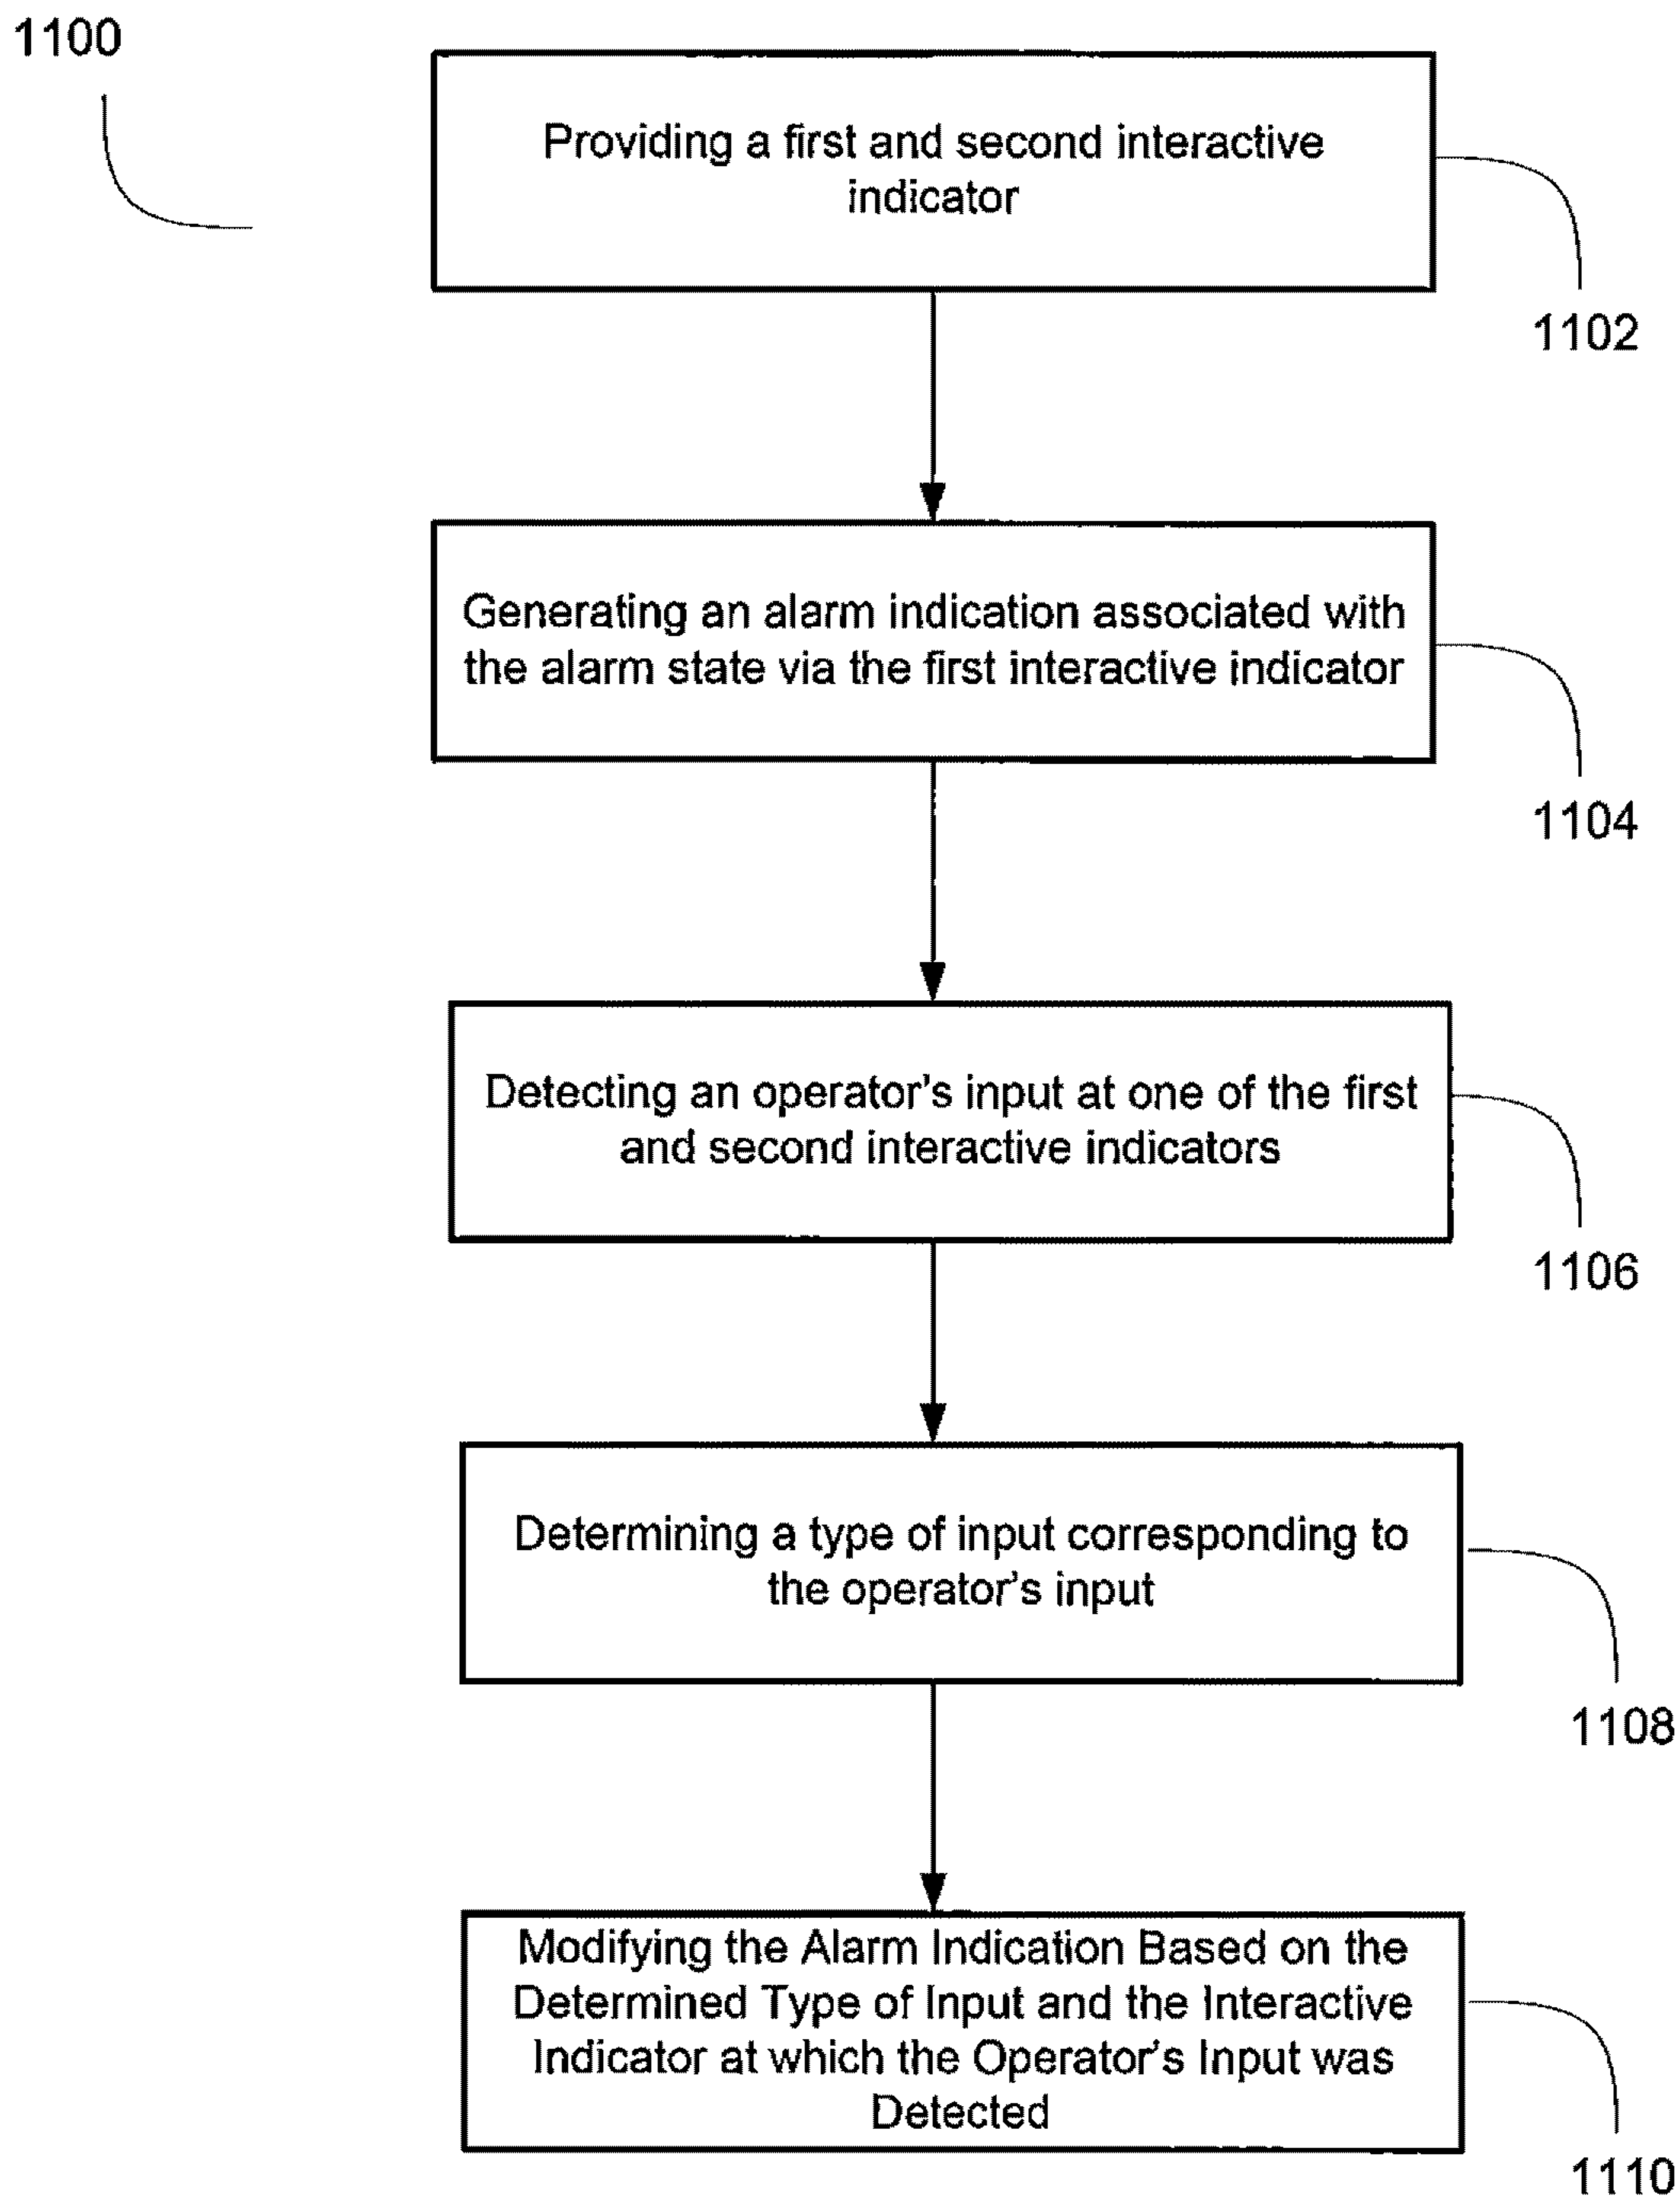 1100
Providing a first and second interactive
indicator
1102
Generating an alarm indication associated with
the alarm state via the first interactive indicator
1104
Detecting an operator's input at one of the first
and second interactive indicators
1106
Determining a type of input corresponding to
the operator's input
1108
Modifying the Alarm Indication Based on the
Determined Type of Input and the Interactive
Indicator at which the Operator's Input was
Detected
1110